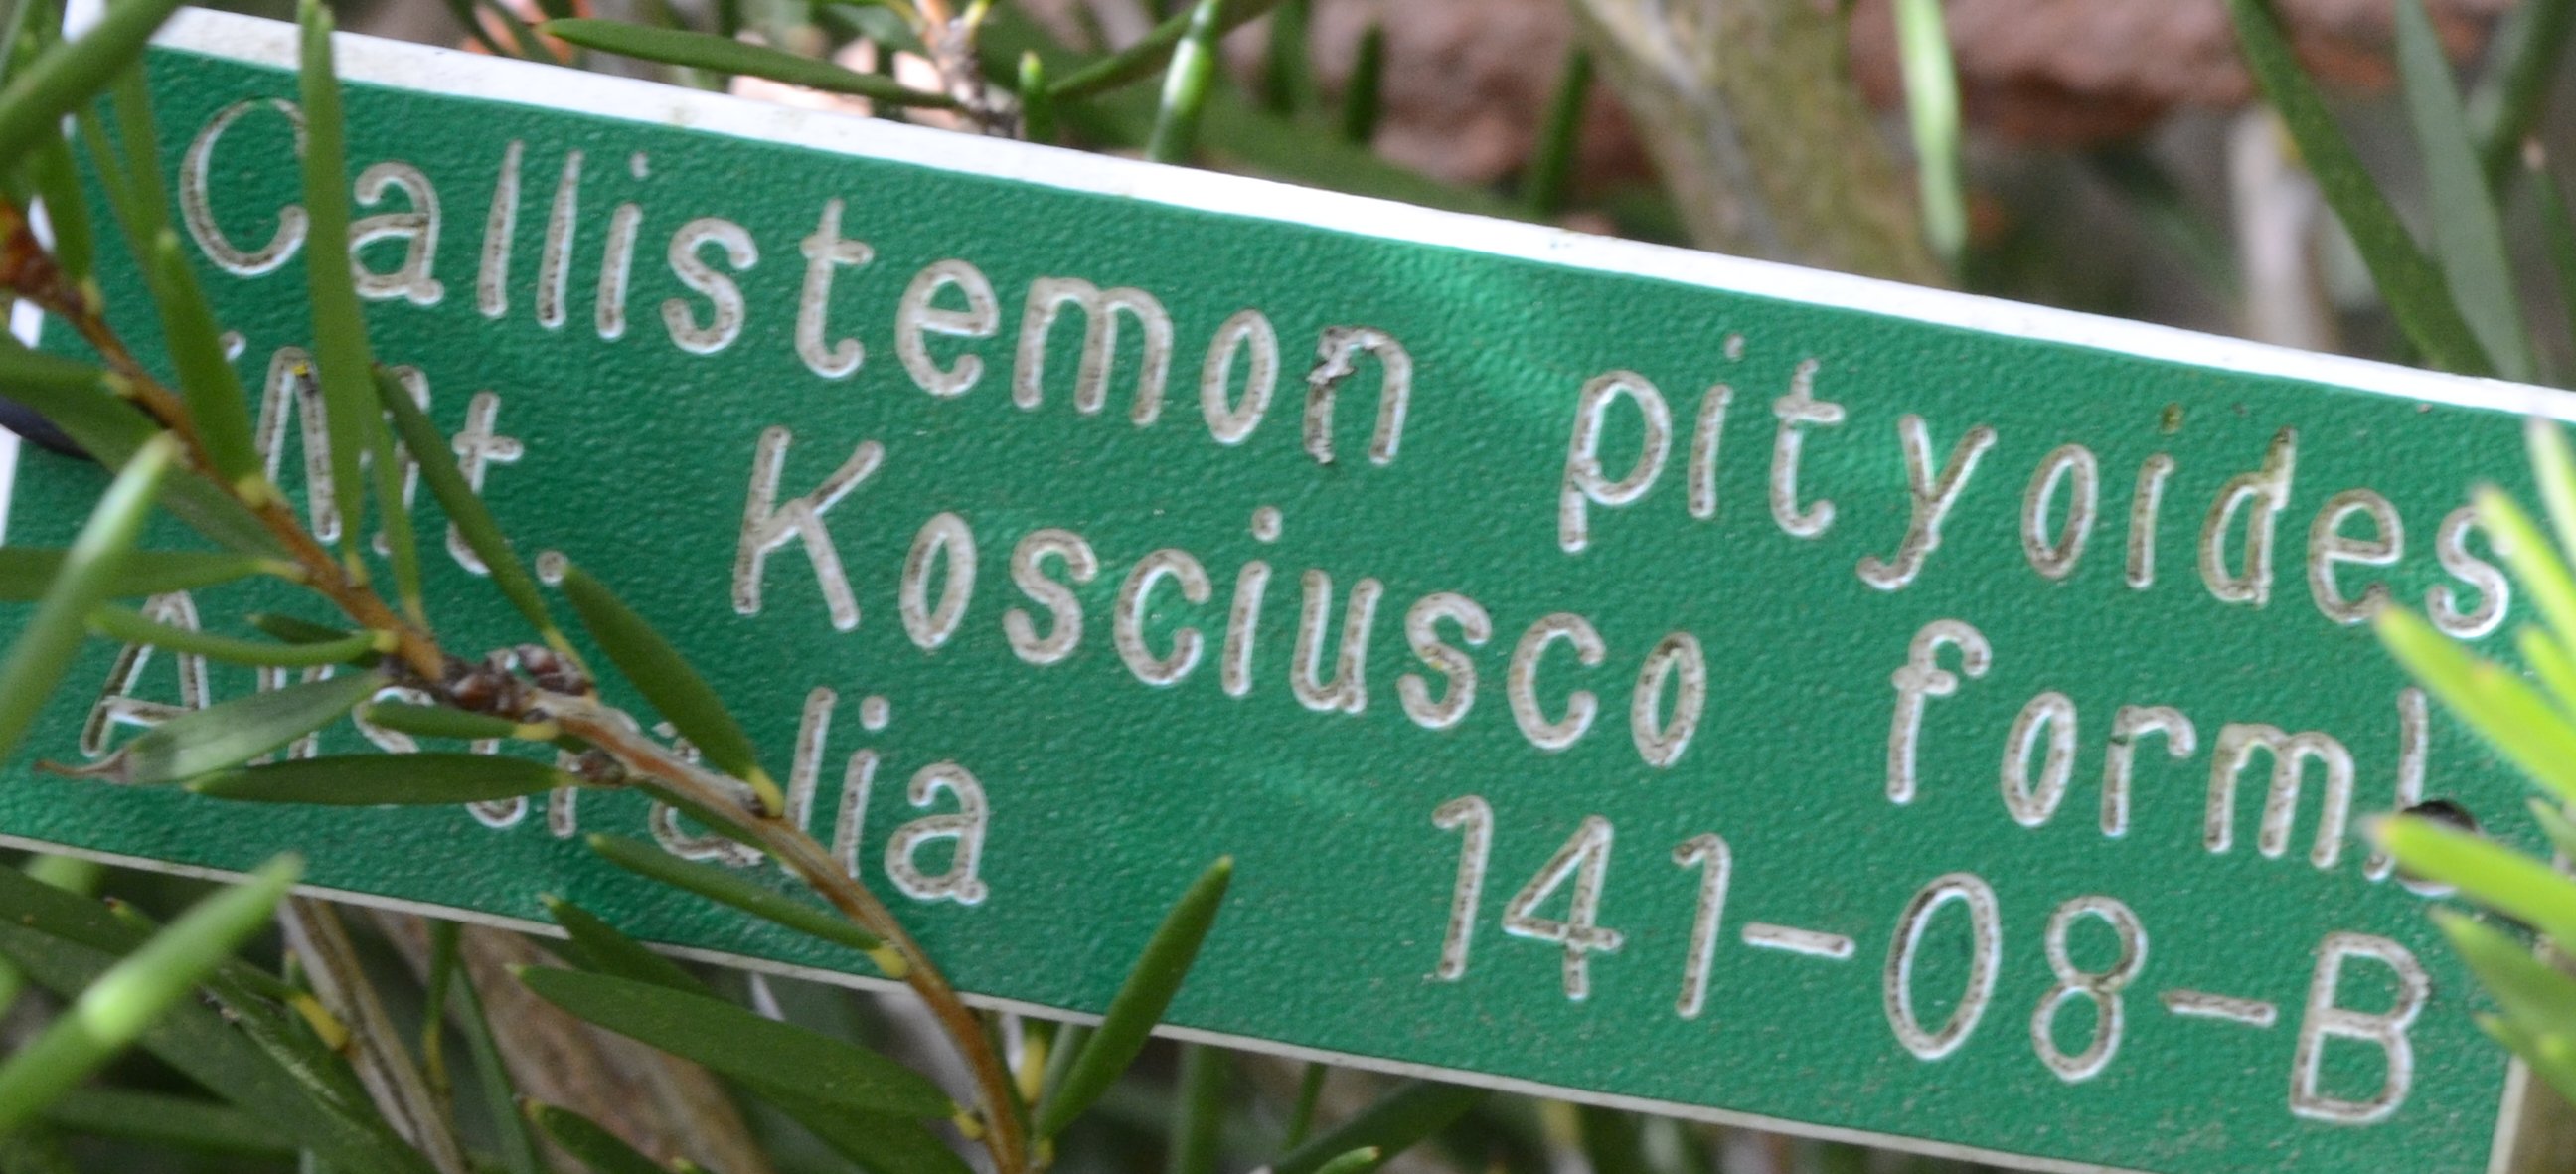 Callistemon pityoides
'Mt. Kosciusco form'
Australia 141-08-B